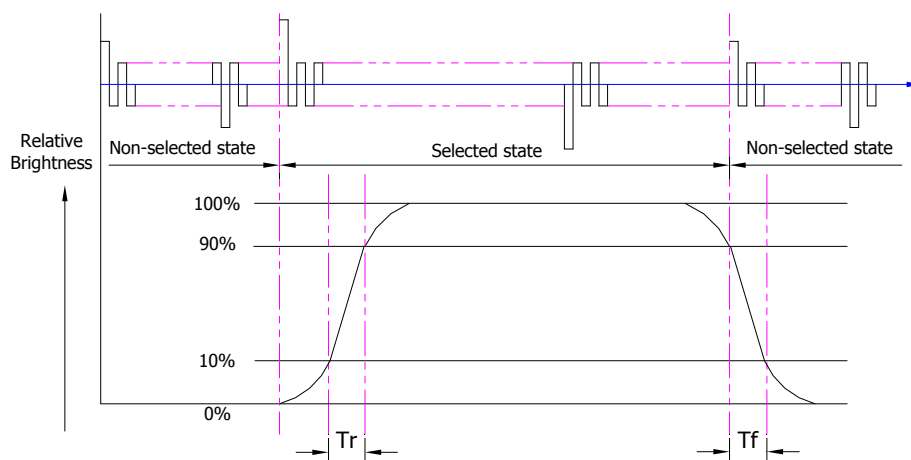 Relative
Brightness
Non-selected state
Selected state
Non-selected state
100%
90%
10%
0%
Tr
Tf